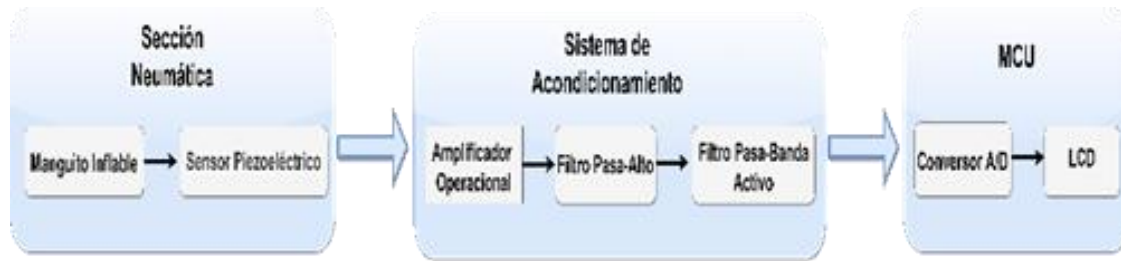 Sección
Neumática
Manguito Inflable
Sensor Piezoeléctrico
Sistema de
Acondicionamiento
Amplificador
Operacional
Filtro Pasa-Alto
Filtro Pasa-Banda
Activo
MCU
Conversor A/D
LCD